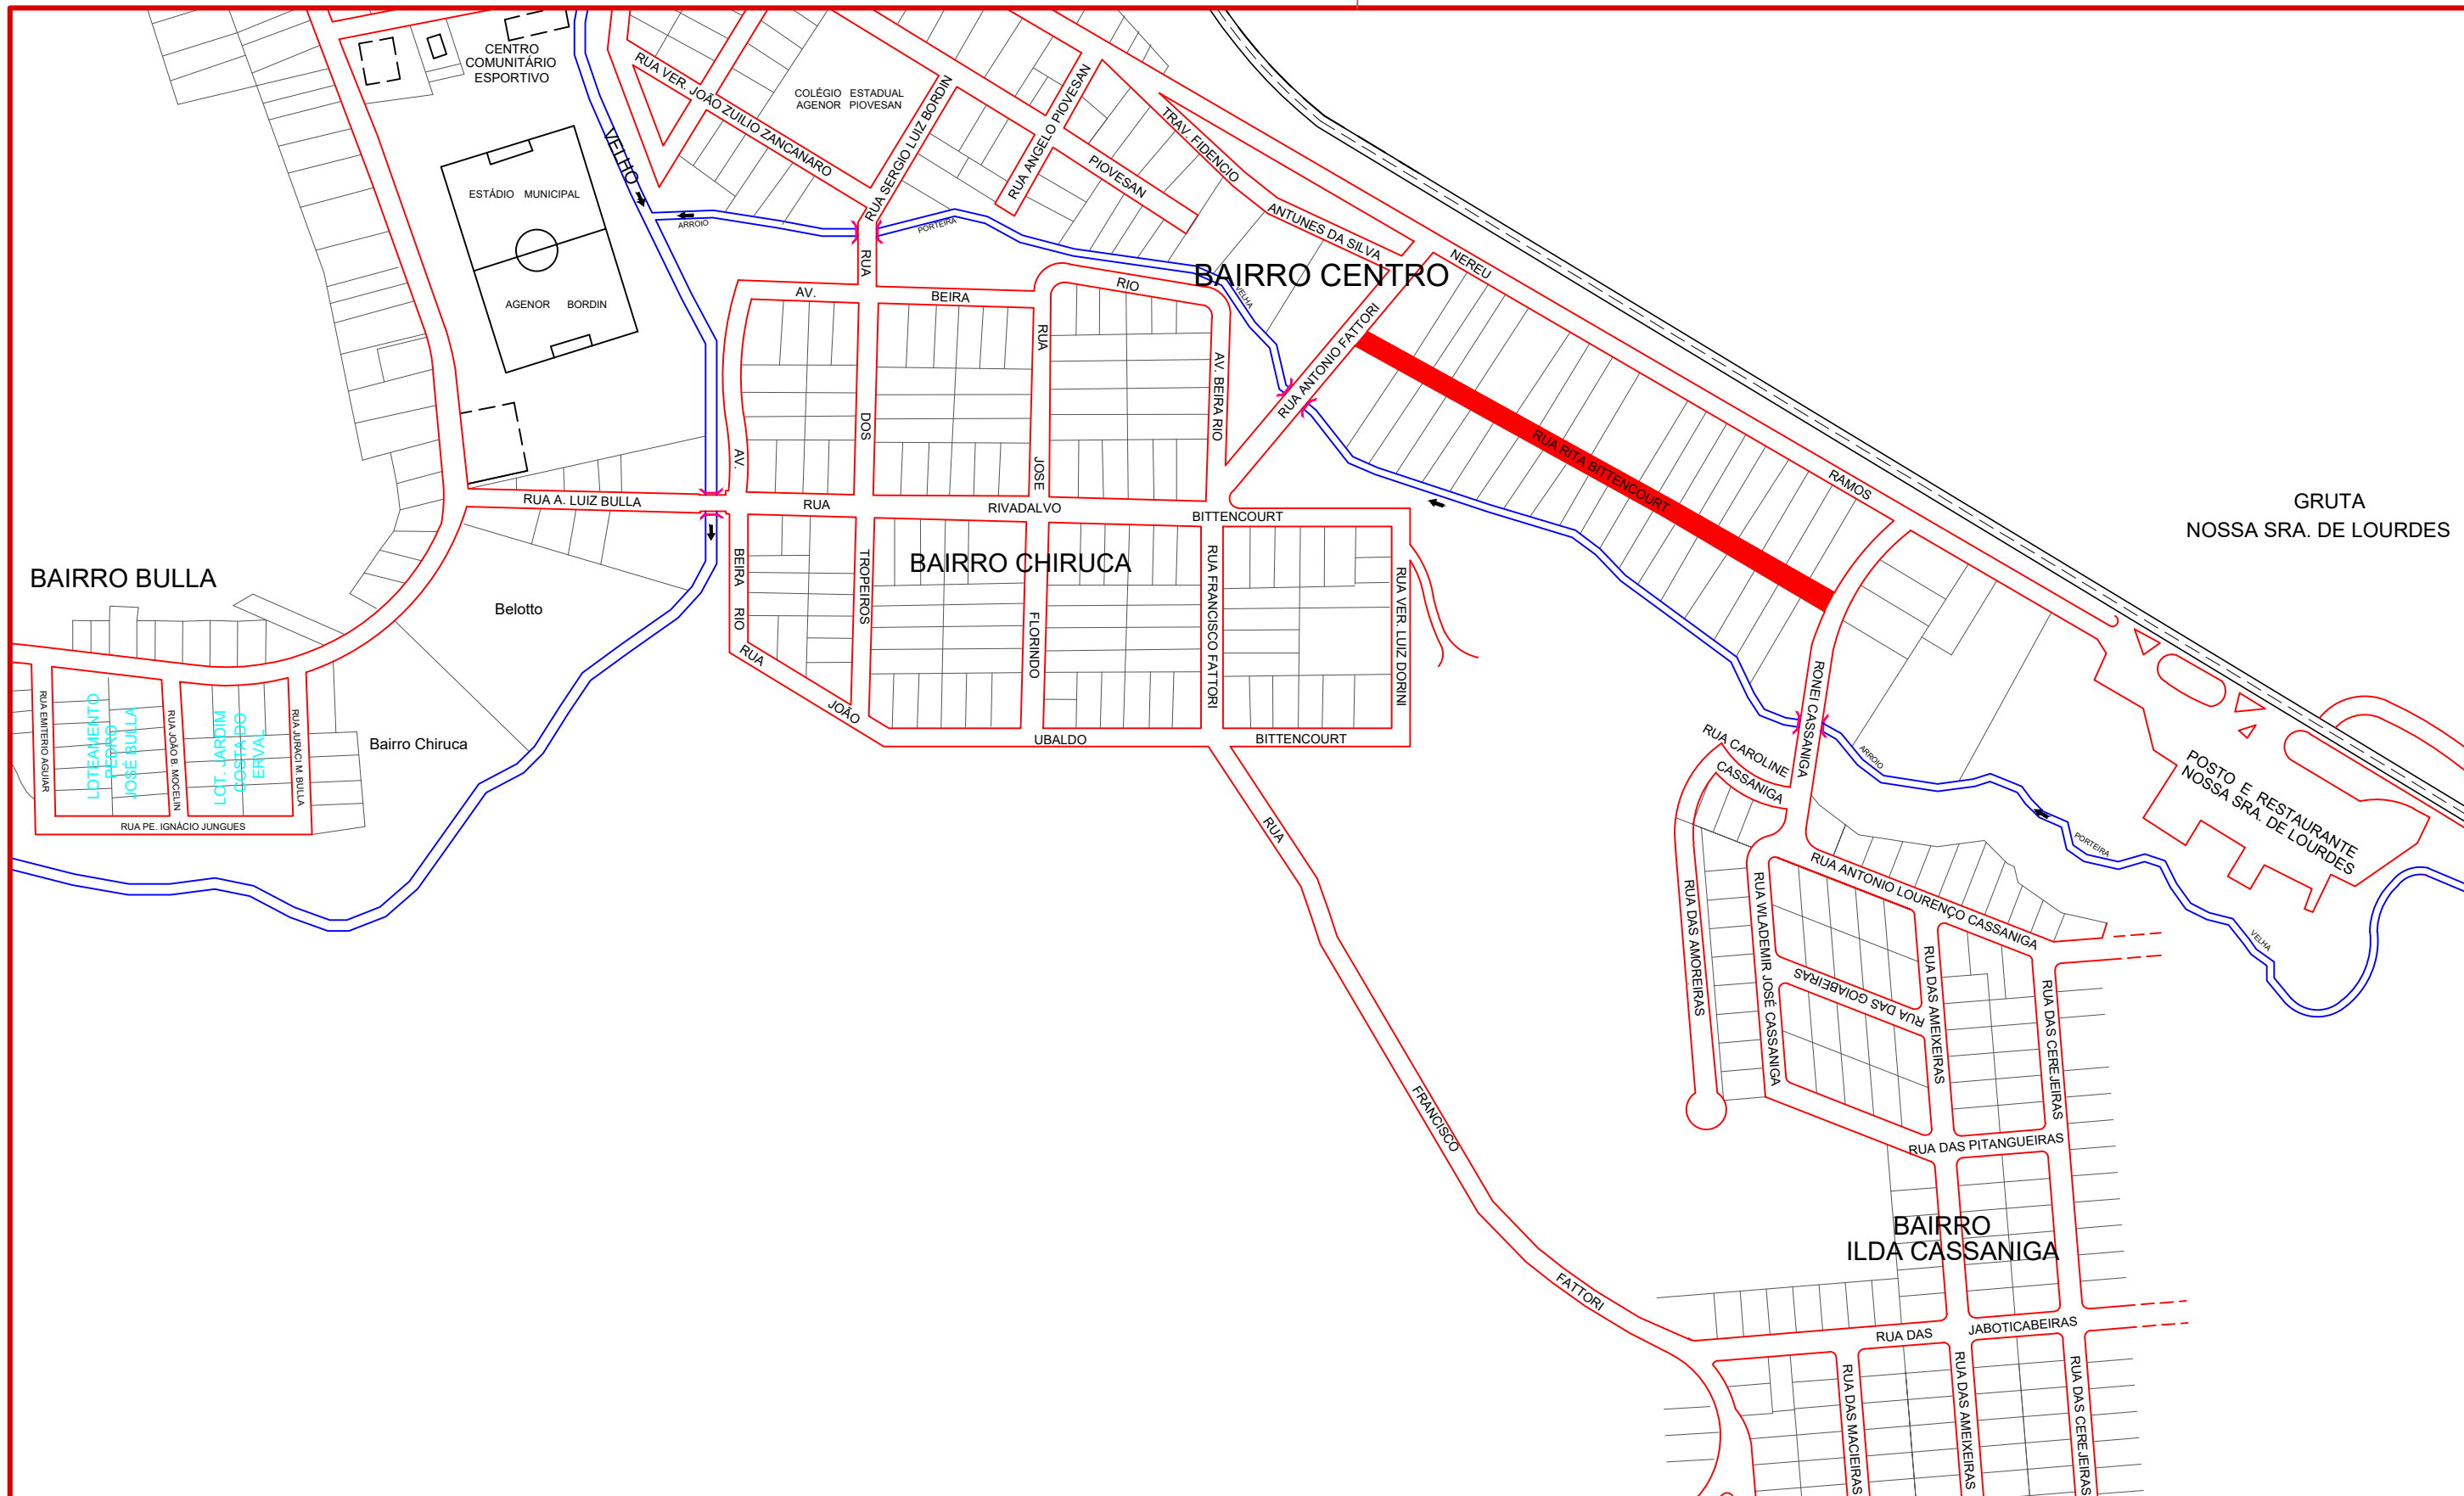 CENTRO
COMUNITÁRIO
ESPORTIVO
RUA VER. JOÃO ZUILIO ZANCANARO
COLÉGIO ESTADUAL
AGENOR PIOVESAN
RUA SERGIO LUIZ BORDIN
RUA ANGELO PIOVESAN
PIOVESAN
TRAV. FIDENCIO
ANTUNES DA SILVA
VELHO
ESTÁDIO MUNICIPAL
AGENOR BORDIN
ARROIO
PORTEIRA
VELHA
BAIRRO CENTRO
NEREU
RAMOS
RUA
DOS
TROPEIROS
AV.
BEIRA
RIO
RUA
JOSE
FLORINDO
AV. BEIRA RIO
RUA ANTONIO FATTORI
RUA RITA BITTENCOURT
GRUTA
NOSSA SRA. DE LOURDES
AV.
BEIRA
RIO
RUA A. LUIZ BULLA
RUA
RIVADALVO
BITTENCOURT
BAIRRO CHIRUCA
RUA FRANCISCO FATTORI
RUA VER. LUIZ DORINI
BAIRRO BULLA
Belotto
Bairro Chiruca
RUA EMITERIO AGUIAR
LOTEAMENTO
PEDRO
JOSÉ BULLA
RUA JOÃO B. MOCELIN
LOT. JARDIM
COSTA DO
ERVAL
RUA JURACI M. BULLA
RUA PE. IGNÁCIO JUNGUES
RUA
JOÃO
UBALDO
BITTENCOURT
RUA
FRANCISCO
FATTORI
RONEI CASSANIGA
RUA CAROLINE
CASSANIGA
ARROIO
PORTEIRA
VELHA
POSTO E RESTAURANTE
NOSSA SRA. DE LOURDES
RUA ANTONIO LOURENÇO CASSANIGA
RUA DAS AMOREIRAS
RUA WLADEMIR JOSÉ CASSANIGA
RUA DAS GOIABEIRAS
RUA DAS AMEIXEIRAS
RUA DAS CEREJEIRAS
RUA DAS PITANGUEIRAS
BAIRRO
ILDA CASSANIGA
RUA DAS
JABOTICABEIRAS
RUA DAS MACIEIRAS
RUA DAS AMEIXEIRAS
RUA DAS CEREJEIRAS